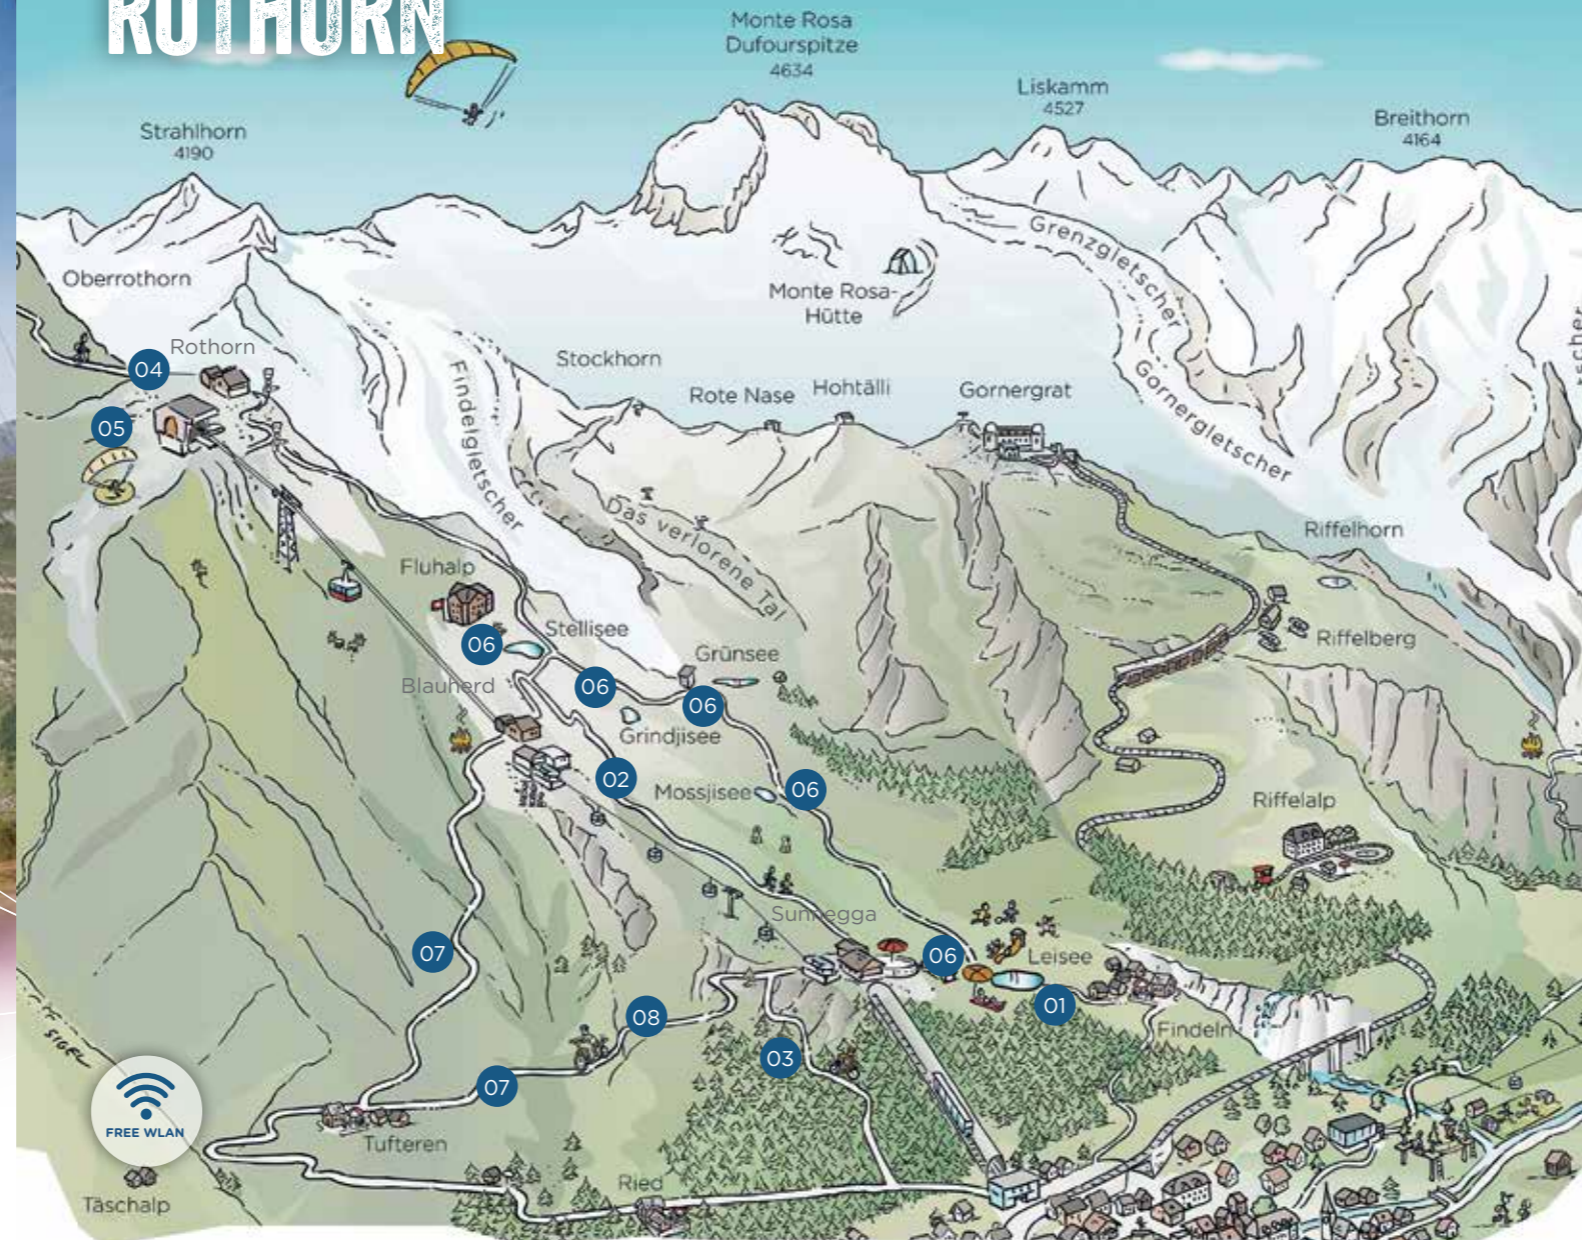 ROTHORN
Monte Rosa
Dufourspitze
4634
Liskamm
4527
Breithorn
4164
Strahlhorn
4190
Oberrothorn
Grenzgletscher
Monte Rosa-
Hütte
Rothorn
04
Stockhorn
Findelgletscher
Rote Nase
Hohtälli
Gornergrat
Gornergletscher
tscher
05
Das verlorene Tal
Riffelhorn
Fluhalp
06
Stellisee
Riffelberg
Grünsee
Blauherd
06
06
Grindjisee
02
Mossjisee
06
Riffelalp
Sunnegga
07
06
Leisee
01
08
Findeln
03
SIGEL
07
FREE WLAN
Tufteren
Ried
Täschalp